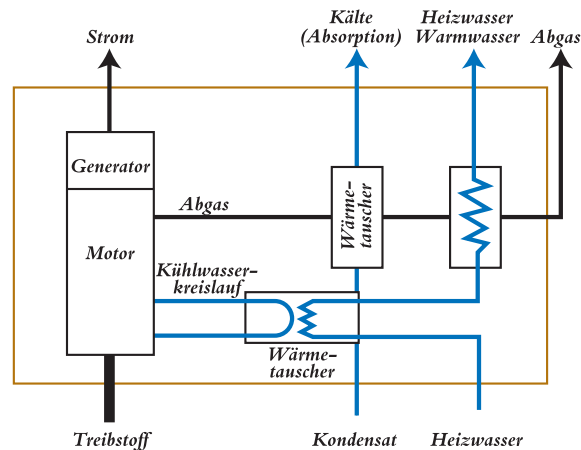 Strom
Kälte
(Absorption)
Heizwasser
Warmwasser
Abgas
Generator
Motor
Abgas
Wärme-
tauscher
Kühlwasser-
kreislauf
Wärme-
tauscher
Treibstoff
Kondensat
Heizwasser